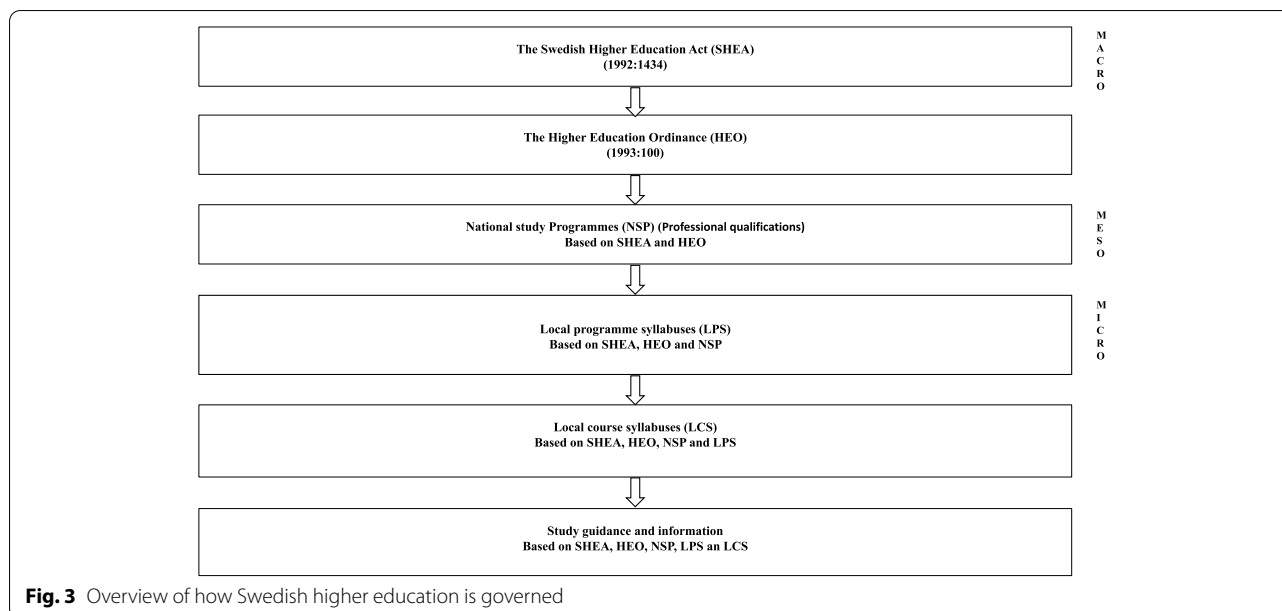 The Swedish Higher Education Act (SHEA)
(1992:1434)
MACRO
The Higher Education Ordinance (HEO)
(1993:100)
National study Programmes (NSP) (Professional qualifications)
Based on SHEA and HEO
MESO
Local programme syllabuses (LPS)
Based on SHEA, HEO and NSP
MICRO
Local course syllabuses (LCS)
Based on SHEA, HEO, NSP and LPS
Study guidance and information
Based on SHEA, HEO, NSP, LPS an LCS
Fig. 3 Overview of how Swedish higher education is governed